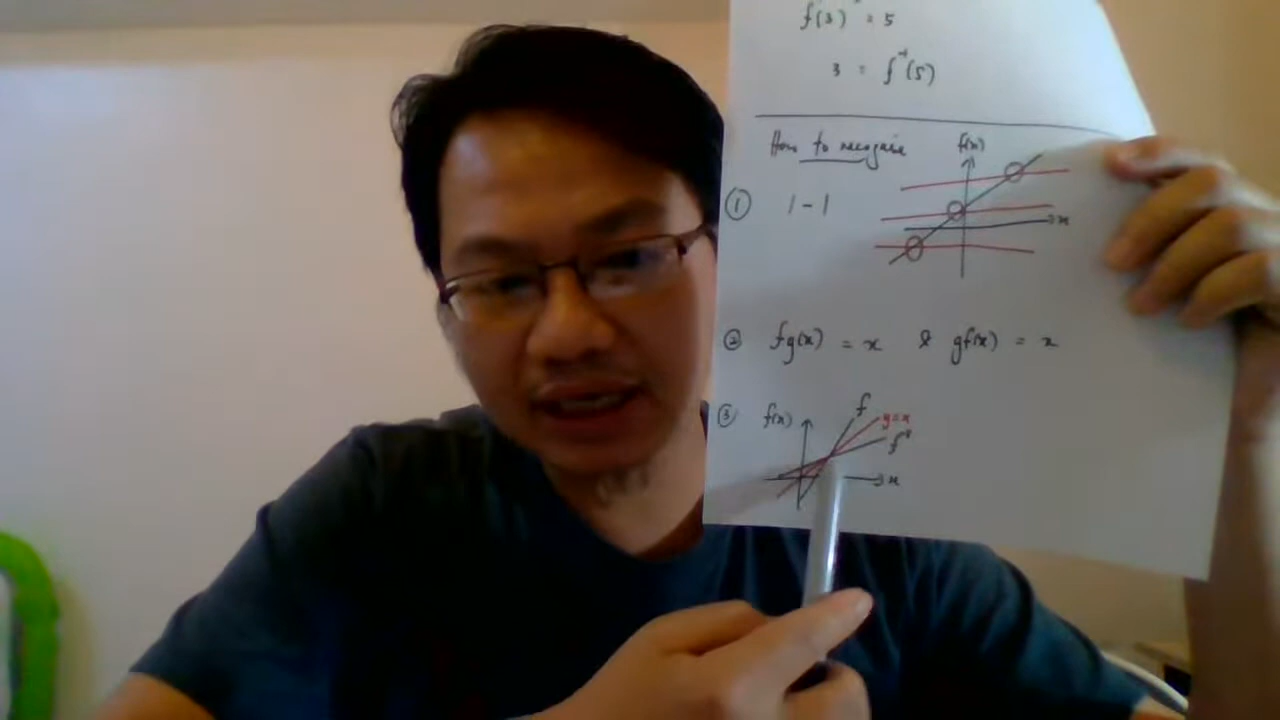 f(3) = 5
3 = f⁻¹(5)
How to recognise
f(x)
① 1-1
x
② fg(x) = x & gf(x) = x
③ f(x) f y=x
f⁻¹
x